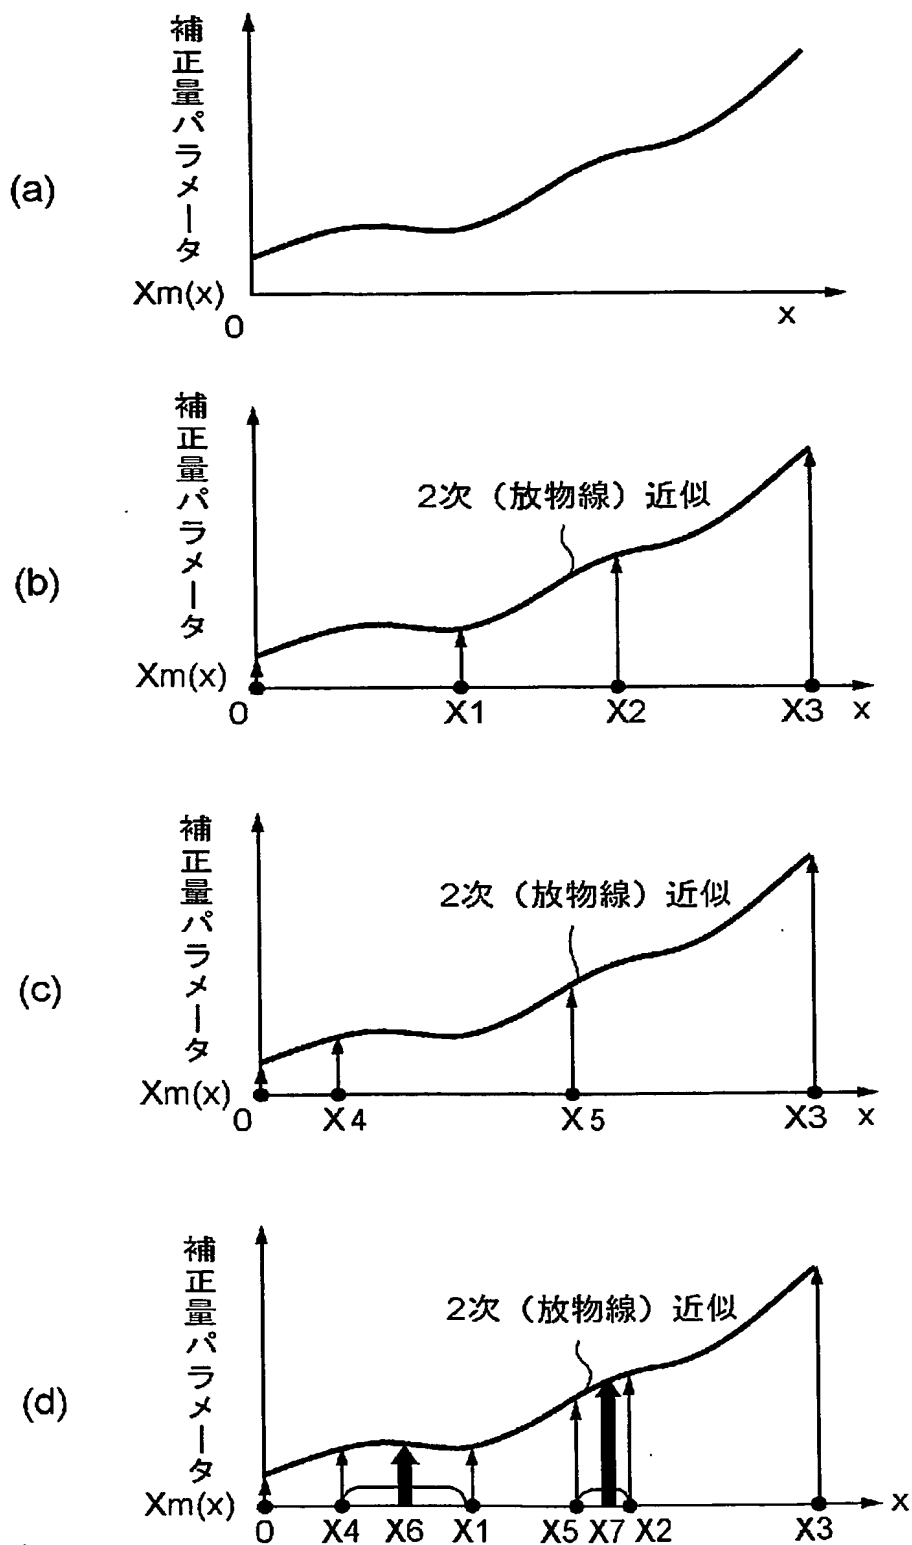 (a)
補正量パラメータ
Xm(x)
0
x
(b)
補正量パラメータ
2次（放物線）近似
Xm(x)
0
X1
X2
X3
x
(c)
補正量パラメータ
2次（放物線）近似
Xm(x)
0
X4
X5
X3
x
(d)
補正量パラメータ
2次（放物線）近似
Xm(x)
0
X4
X6
X1
X5
X7
X2
X3
x